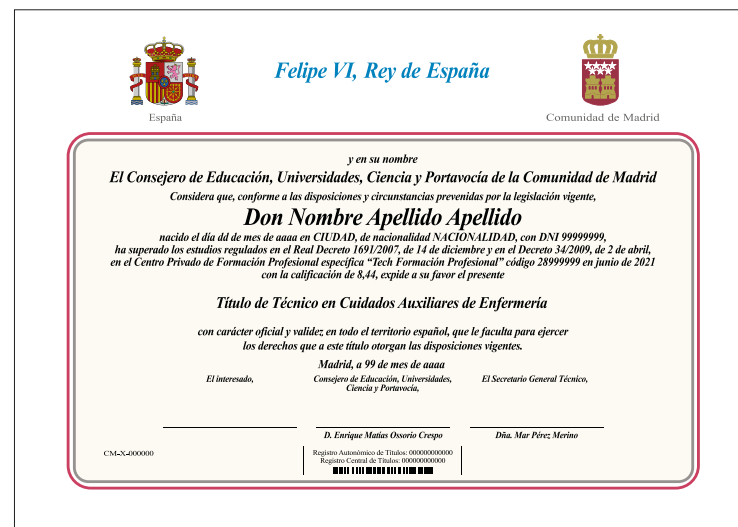 Felipe VI, Rey de España
España
Comunidad de Madrid
y en su nombre
El Consejero de Educación, Universidades, Ciencia y Portavocía de la Comunidad de Madrid
Considera que, conforme a las disposiciones y circunstancias prevenidas por la legislación vigente,
Don Nombre Apellido Apellido
nacido el día dd de mes de aaaa en CIUDAD, de nacionalidad NACIONALIDAD, con DNI 99999999,
ha superado los estudios regulados en el Real Decreto 1691/2007, de 14 de diciembre y en el Decreto 34/2009, de 2 de abril,
en el Centro Privado de Formación Profesional específica “Tech Formación Profesional” código 28999999 en junio de 2021
con la calificación de 8,44, expide a su favor el presente
Título de Técnico en Cuidados Auxiliares de Enfermería
con carácter oficial y validez en todo el territorio español, que le faculta para ejercer
los derechos que a este título otorgan las disposiciones vigentes.
Madrid, a 99 de mes de aaaa
El interesado,
Consejero de Educación, Universidades,
Ciencia y Portavocía,
El Secretario General Técnico,
D. Enrique Matías Ossorio Crespo
Dña. Mar Pérez Merino
CM-X-000000
Registro Autonómico de Títulos: 000000000000
Registro Central de Títulos: 000000000000